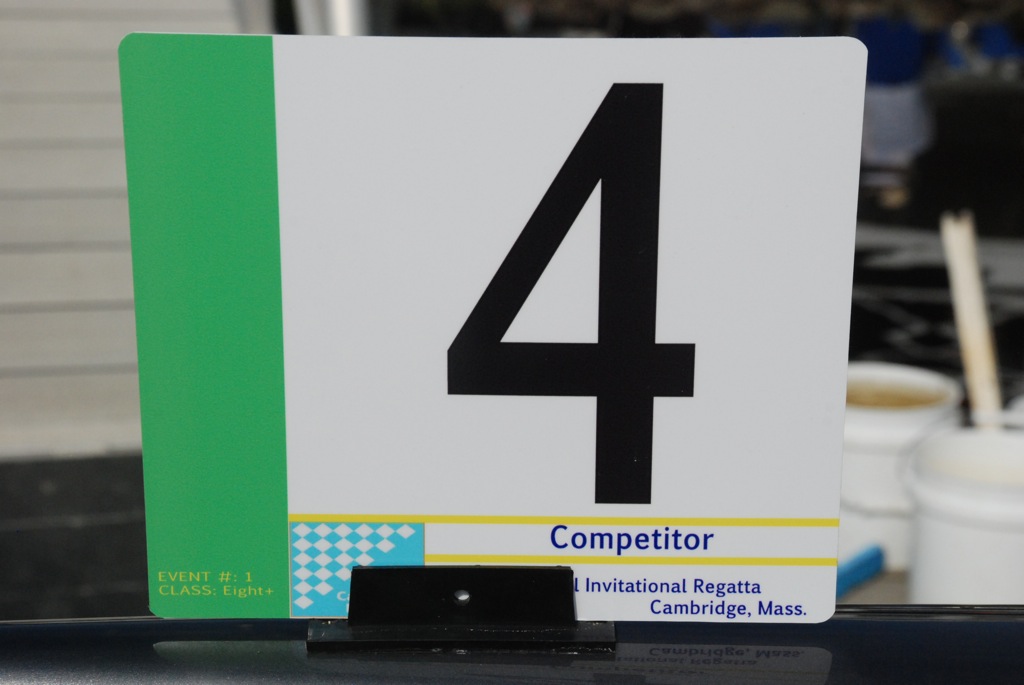 4
Competitor
EVENT #: 1
CLASS: Eight+
Invitational Regatta
Cambridge, Mass.